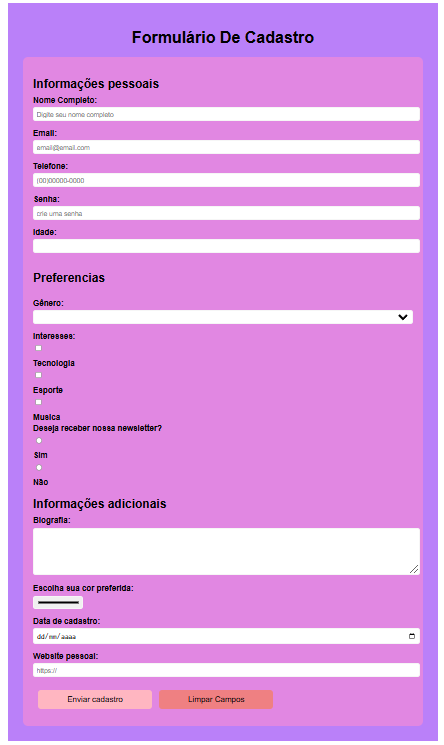 Formulário De Cadastro
Informações pessoais
Nome Completo:
Digite seu nome completo
Email:
email@email.com
Telefone:
(00)00000-0000
Senha:
crie uma senha
Idade:
Preferencias
Gênero:
Interesses:
Tecnologia
Esporte
Musica
Deseja receber nossa newsletter?
Sim
Não
Informações adicionais
Biografia:
Escolha sua cor preferida:
Data de cadastro:
dd/mm/aaaa
Website pessoal:
https://
Enviar cadastro Limpar Campos